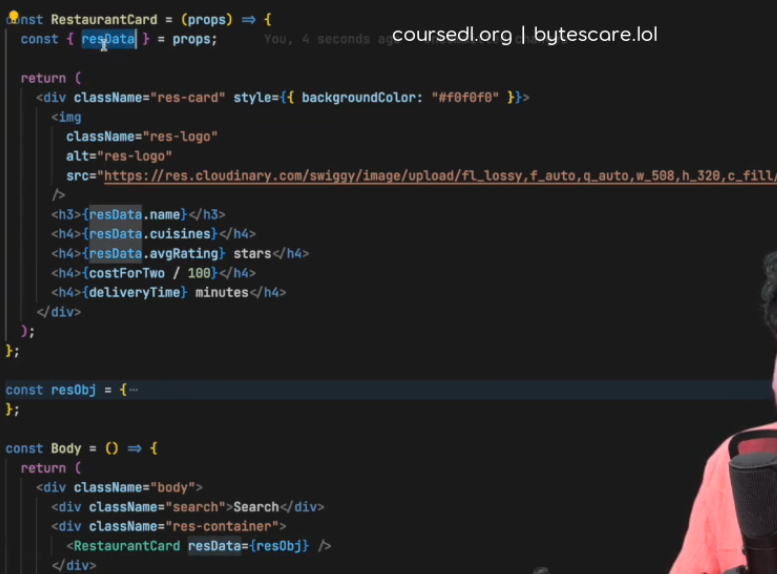 const RestaurantCard = (props) => {
const { resData } = props; You, 4 seconds ago
coursedl.org | bytescare.lol
return (
<div className="res-card" style={{ backgroundColor: "#f0f0f0" }}>
<img
className="res-logo"
alt="res-logo"
src="https://res.cloudinary.com/swiggy/image/upload/fl_lossy,f_auto,q_auto,w_508,h_320,c_fill/
/>
<h3>{resData.name}</h3>
<h4>{resData.cuisines}</h4>
<h4>{resData.avgRating} stars</h4>
<h4>{costForTwo / 100}</h4>
<h4>{deliveryTime} minutes</h4>
</div>
);
};
const resObj = {…
};
const Body = () => {
return (
<div className="body">
<div className="search">Search</div>
<div className="res-container">
<RestaurantCard resData={resObj} />
</div>